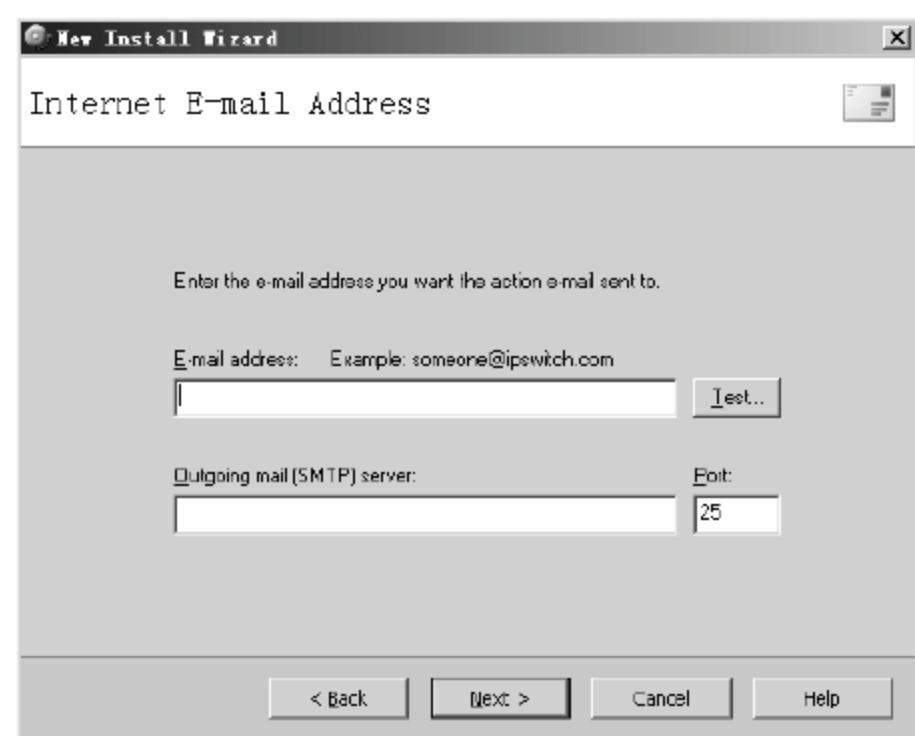 New Install Wizard
Internet E-mail Address
Enter the e-mail address you want the action e-mail sent to.
E-mail address: Example: someone@ipswitch.com
Test...
Outgoing mail (SMTP) server: Port:
25
< Back Next > Cancel Help